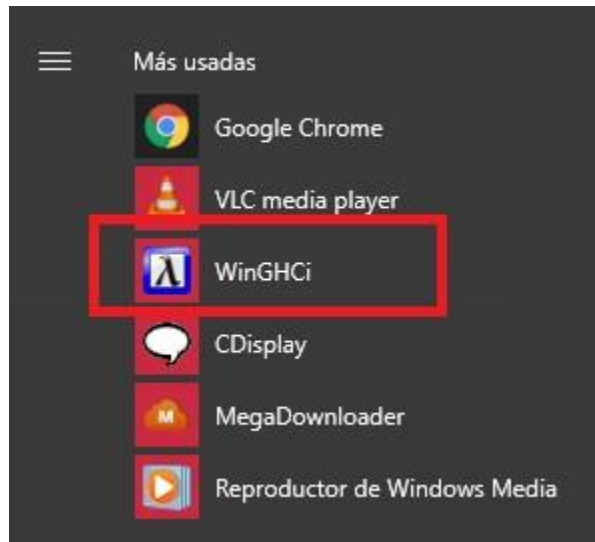 Más usadas
Google Chrome
VLC media player
λ WinGHCi
CDisplay
M MegaDownloader
Reproductor de Windows Media